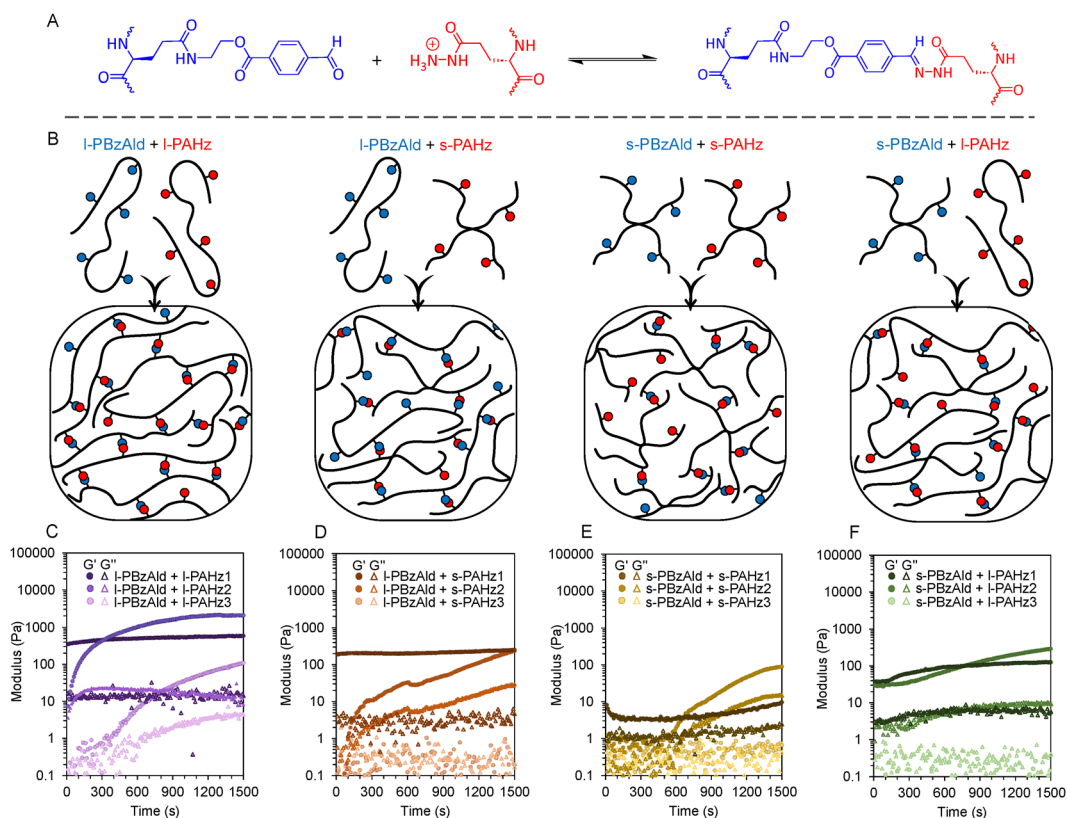 A
O
HN
O
N
H
O
O
H
O
+
H3N
⊕
NH
O
H
N
O
HN
O
N
H
O
O
H
N
NH
O
H
N
O
B
l-PBzAld + l-PAHz
l-PBzAld + s-PAHz
s-PBzAld + s-PAHz
s-PBzAld + l-PAHz
C
Modulus (Pa)
100000
10000
1000
100
10
1
0.1
G' G''
l-PBzAld + l-PAHz1
l-PBzAld + l-PAHz2
l-PBzAld + l-PAHz3
0 300 600 900 1200 1500
Time (s)
D
Modulus (Pa)
100000
10000
1000
100
10
1
0.1
G' G''
l-PBzAld + s-PAHz1
l-PBzAld + s-PAHz2
l-PBzAld + s-PAHz3
0 300 600 900 1200 1500
Time (s)
E
Modulus (Pa)
100000
10000
1000
100
10
1
0.1
G' G''
s-PBzAld + s-PAHz1
s-PBzAld + s-PAHz2
s-PBzAld + s-PAHz3
0 300 600 900 1200 1500
Time (s)
F
Modulus (Pa)
100000
10000
1000
100
10
1
0.1
G' G''
s-PBzAld + l-PAHz1
s-PBzAld + l-PAHz2
s-PBzAld + l-PAHz3
0 300 600 900 1200 1500
Time (s)